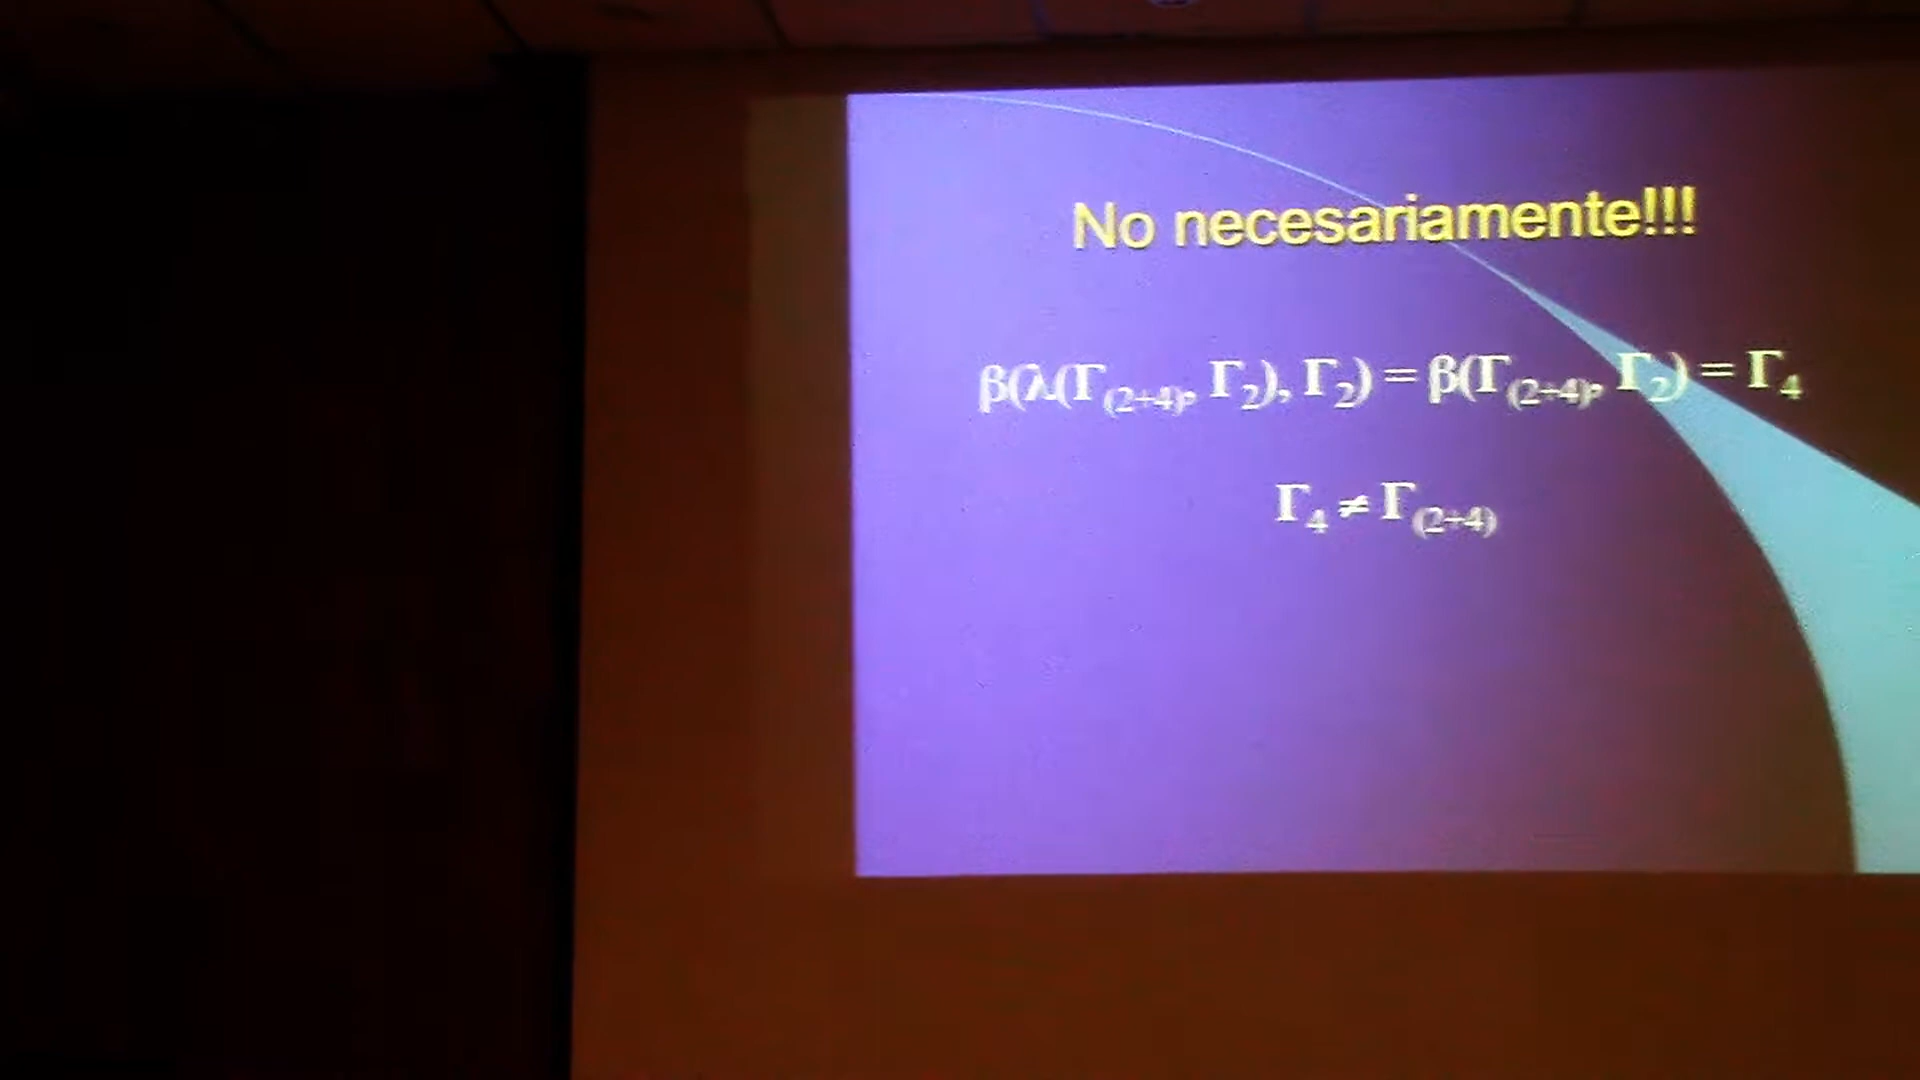 No necesariamente!!!
β(λ(Γ₍₂₊₄₎, Γ₂), Γ₂) = β(Γ₍₂₊₄₎, Γ₂) = Γ₄
Γ₄ ≠ Γ₍₂₊₄₎